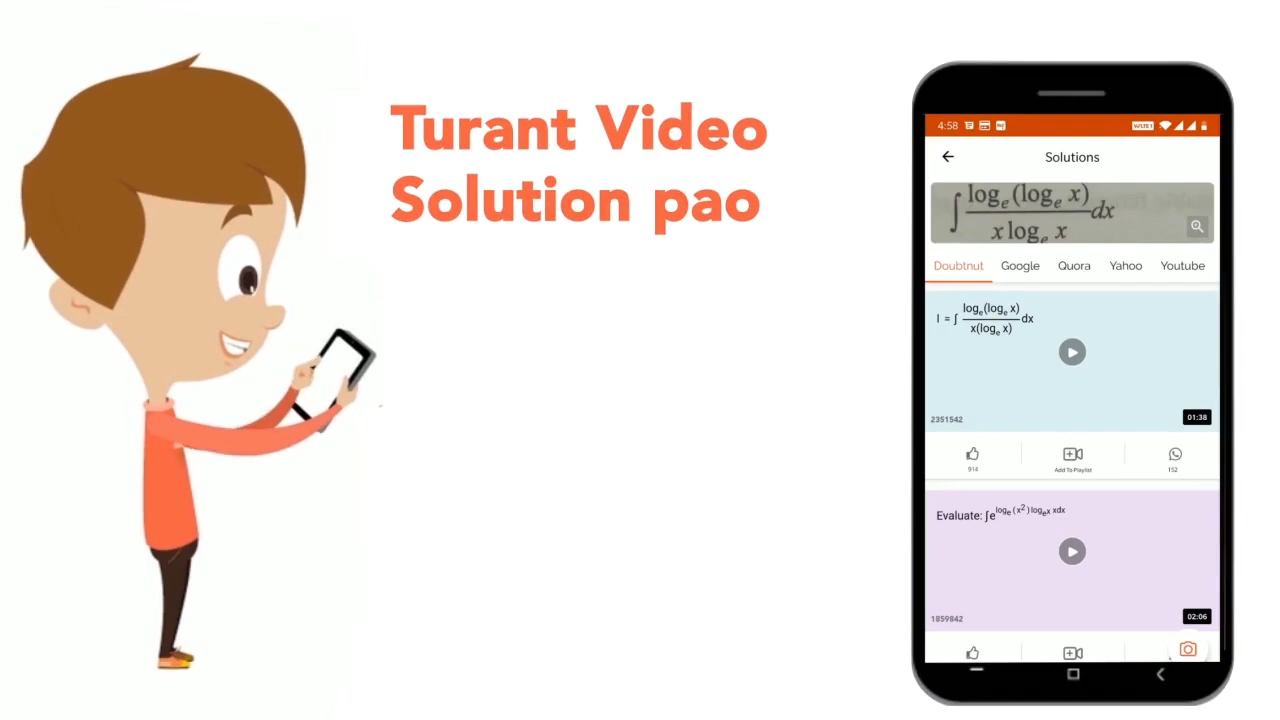 Turant Video
Solution pao
4:58
Solutions
∫ logₑ(logₑ x) / x logₑ x dx
Doubtnut Google Quora Yahoo Youtube
I = ∫ logₑ(logₑ x) / x(logₑ x) dx
2351542 01:38
914 Add To Playlist 152
Evaluate: ∫e^logₑ(x²)logₑx xdx
1859842 02:06